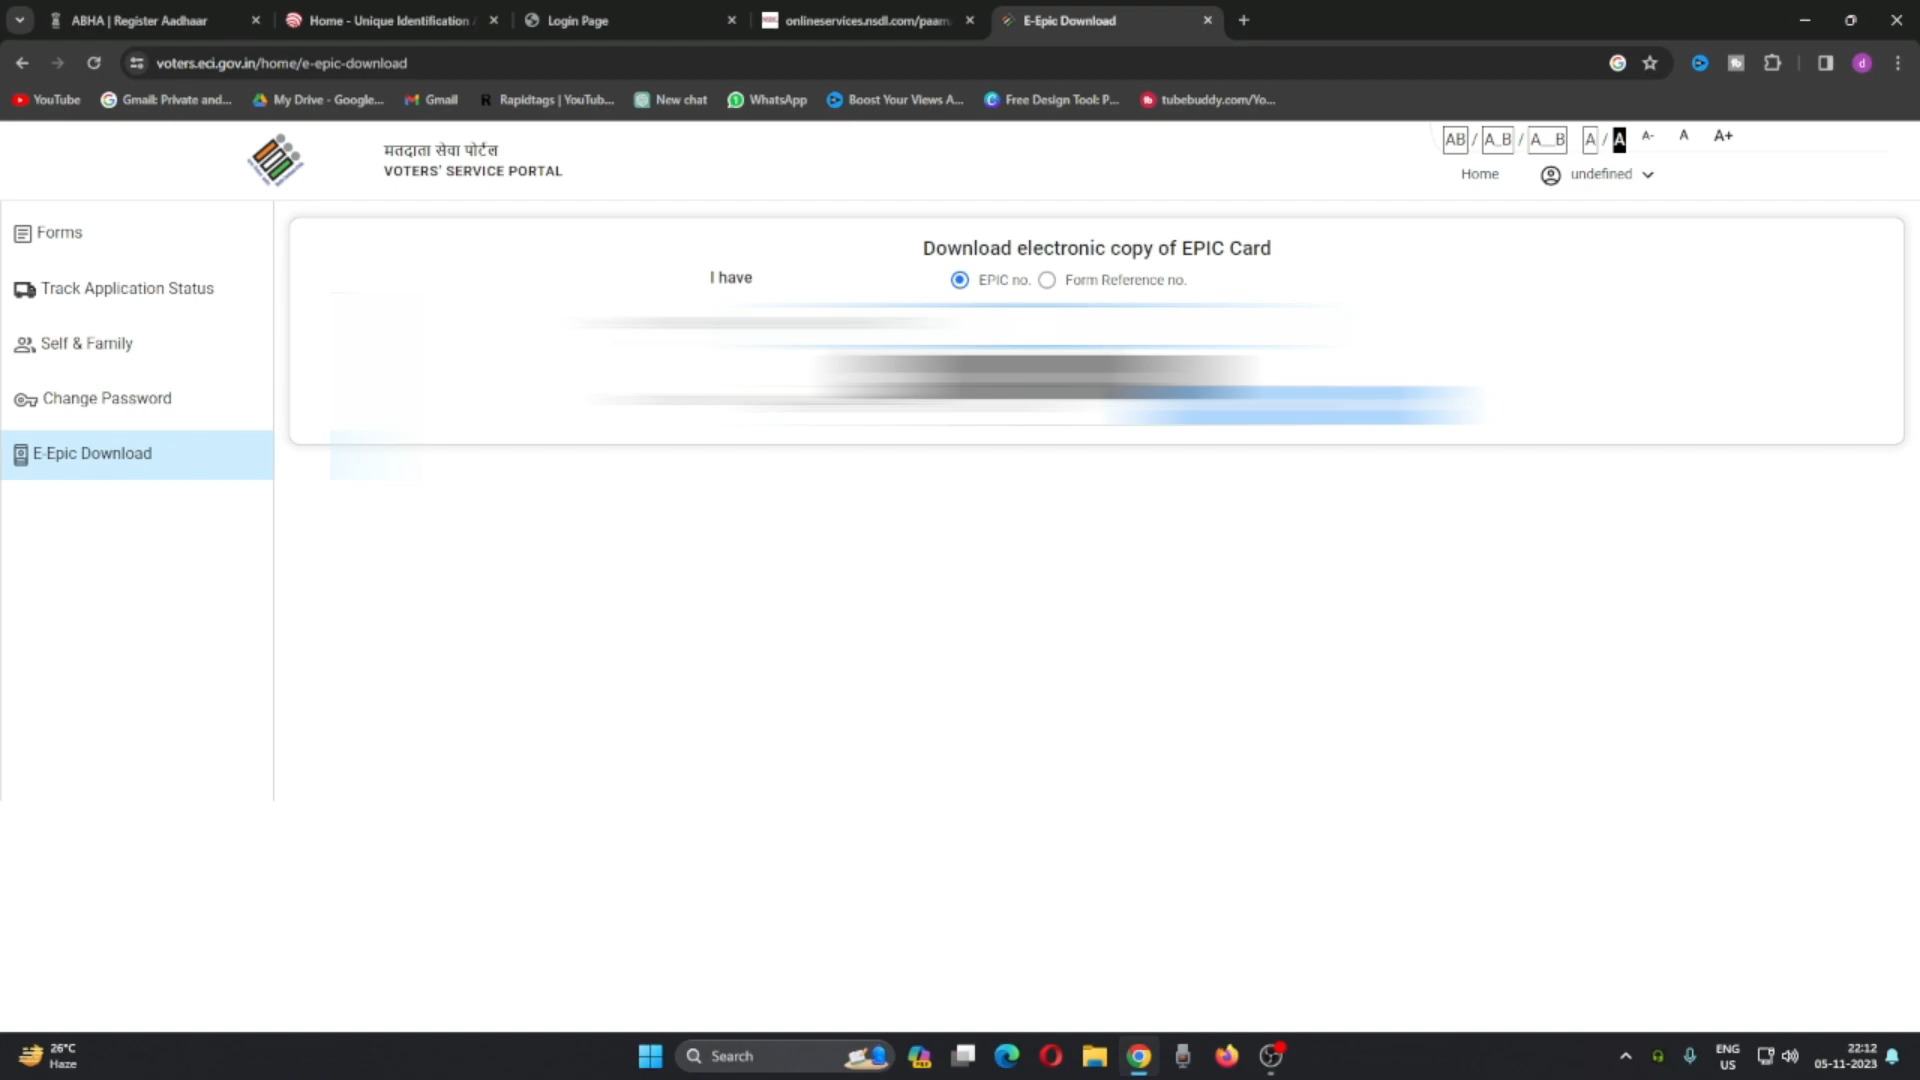 ABHA | Register Aadhaar
Home - Unique Identification
Login Page
onlineservices.nsdl.com/paam
E-Epic Download
voters.eci.gov.in/home/e-epic-download
d
YouTube
Gmail: Private and...
My Drive - Google...
Gmail
Rapidtags | YouTub...
New chat
WhatsApp
Boost Your Views A...
Free Design Tool: P...
tubebuddy.com/Yo...
मतदाता सेवा पोर्टल
VOTERS' SERVICE PORTAL
AB / A_B / A__B A / A A- A A+
Home
undefined
Forms
Track Application Status
Self & Family
Change Password
E-Epic Download
Download electronic copy of EPIC Card
I have
EPIC no.
Form Reference no.
26°C
Haze
Search
ENG
US
22:12
05-11-2023